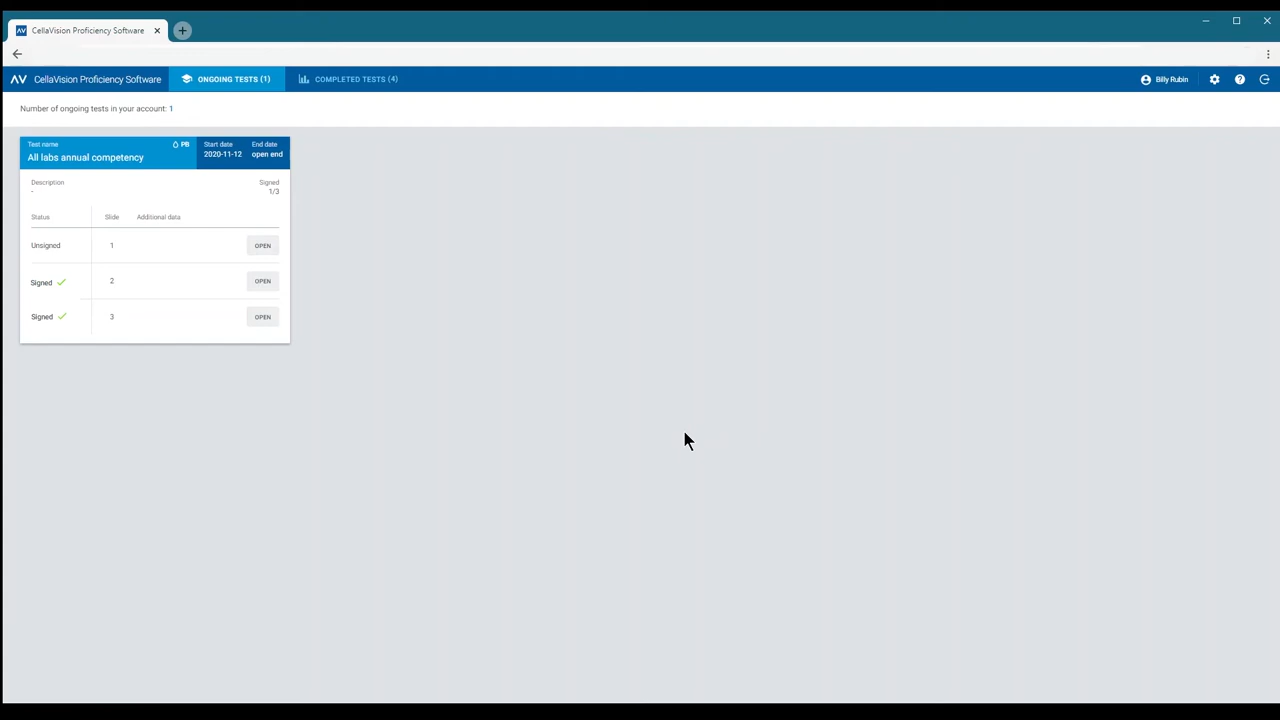 CellaVision Proficiency Software
CellaVision Proficiency Software
ONGOING TESTS (1)
COMPLETED TESTS (4)
Billy Rubin
Number of ongoing tests in your account: 1
Test name
PB
Start date
End date
All labs annual competency
2020-11-12
open end
Description
Signed
-
1/3
Status
Slide
Additional data
Unsigned
1
OPEN
Signed
2
OPEN
Signed
3
OPEN